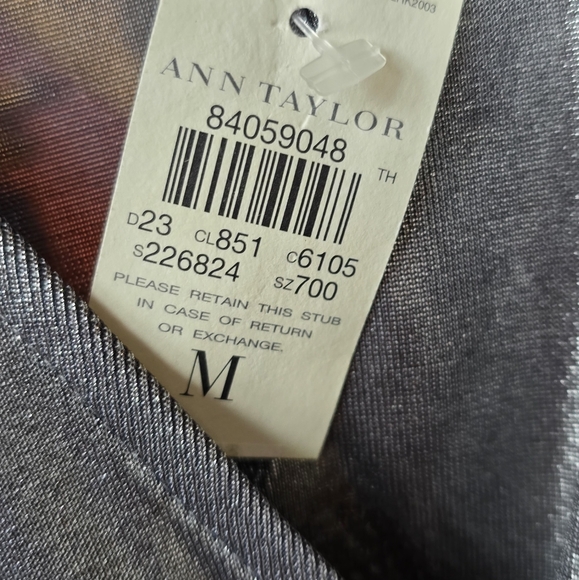 ANN TAYLOR
84059048
TH
D23 CL851 C6105
S226824 SZ700
PLEASE RETAIN THIS STUB
IN CASE OF RETURN
OR EXCHANGE.
M